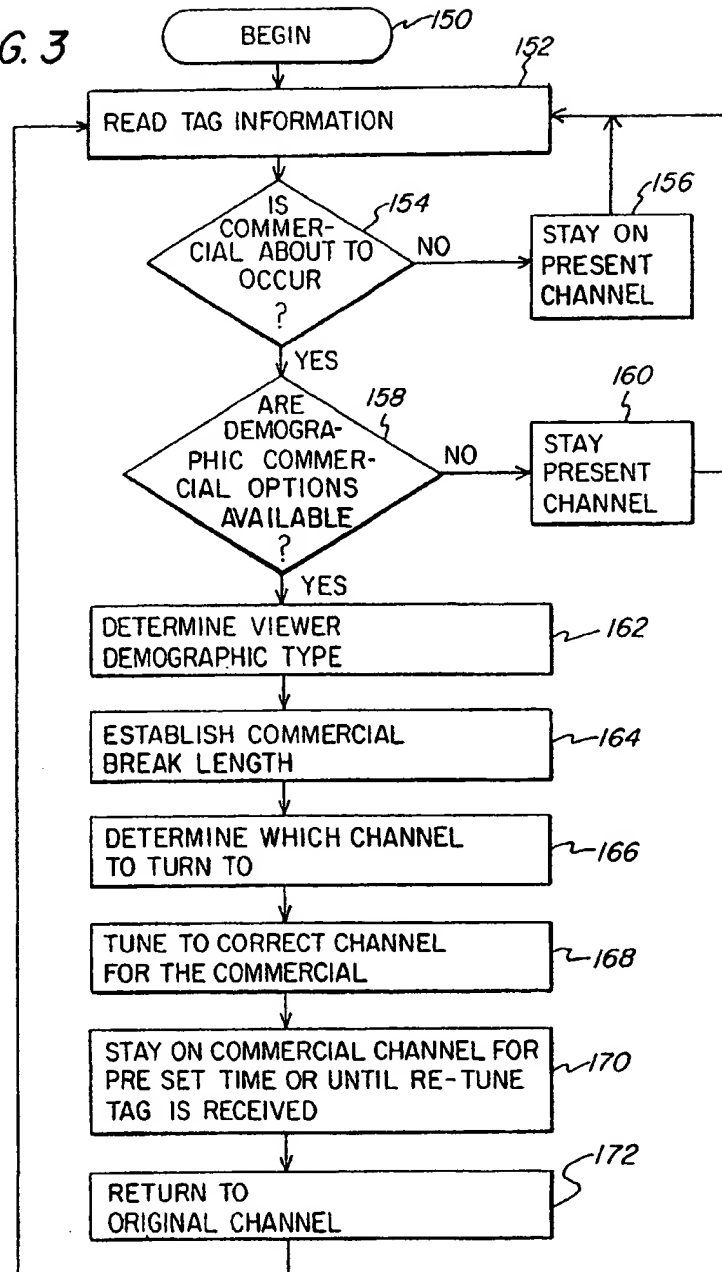 G. 3
BEGIN
150
152
READ TAG INFORMATION
IS
COMMER-
CIAL ABOUT TO
OCCUR
?
154
NO
156
STAY ON
PRESENT
CHANNEL
YES
ARE
DEMOGRA-
PHIC COMMER-
CIAL OPTIONS
AVAILABLE
?
158
NO
160
STAY
PRESENT
CHANNEL
YES
DETERMINE VIEWER
DEMOGRAPHIC TYPE
162
ESTABLISH COMMERCIAL
BREAK LENGTH
164
DETERMINE WHICH CHANNEL
TO TURN TO
166
TUNE TO CORRECT CHANNEL
FOR THE COMMERCIAL
168
STAY ON COMMERCIAL CHANNEL FOR
PRE SET TIME OR UNTIL RE-TUNE
TAG IS RECEIVED
170
RETURN TO
ORIGINAL CHANNEL
172